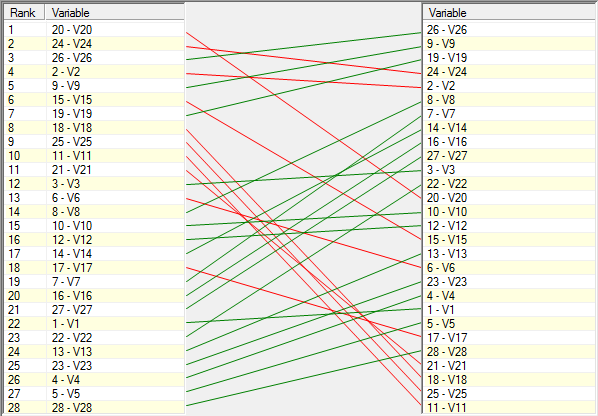 Rank Variable Variable
1 20 - V20 26 - V26
2 24 - V24 9 - V9
3 26 - V26 19 - V19
4 2 - V2 24 - V24
5 9 - V9 2 - V2
6 15 - V15 8 - V8
7 19 - V19 7 - V7
8 18 - V18 14 - V14
9 25 - V25 16 - V16
10 11 - V11 27 - V27
11 21 - V21 3 - V3
12 3 - V3 22 - V22
13 6 - V6 20 - V20
14 8 - V8 10 - V10
15 10 - V10 12 - V12
16 12 - V12 15 - V15
17 14 - V14 13 - V13
18 17 - V17 6 - V6
19 7 - V7 23 - V23
20 16 - V16 4 - V4
21 27 - V27 1 - V1
22 1 - V1 5 - V5
23 22 - V22 17 - V17
24 13 - V13 28 - V28
25 23 - V23 21 - V21
26 4 - V4 18 - V18
27 5 - V5 25 - V25
28 28 - V28 11 - V11